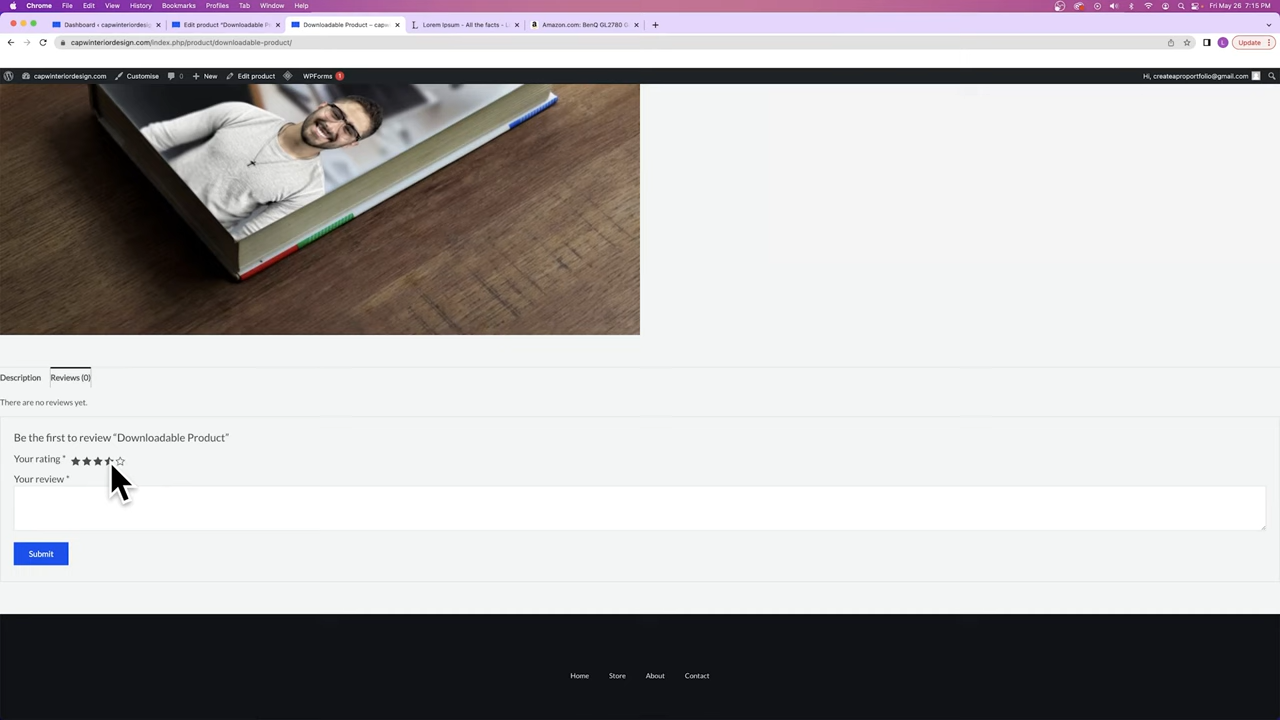 Chrome File Edit View History Bookmarks Profiles Tab Window Help Fri May 26 7:15 PM
Dashboard ‹ capwinteriordesig Edit product "Downloadable P Downloadable Product – capw Lorem Ipsum - All the facts - L Amazon.com: BenQ GL2780
capwinteriordesign.com/index.php/product/downloadable-product/ L Update
capwinteriordesign.com Customise 0 New Edit product WPForms 1 Hi, createaproportfolio@gmail.com
Description Reviews (0)
There are no reviews yet.
Be the first to review “Downloadable Product”
Your rating *
Your review *
Submit
Home Store About Contact